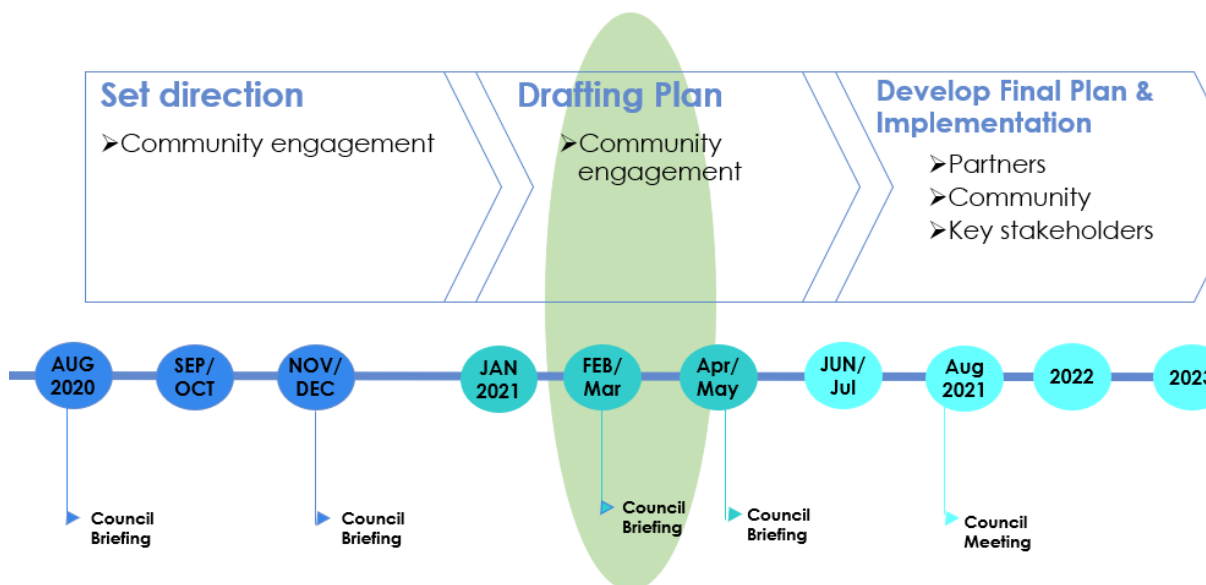 Set direction
➤Community engagement
Drafting Plan
➤Community
engagement
Develop Final Plan &
Implementation
➤Partners
➤Community
➤Key stakeholders
AUG
2020
SEP/
OCT
NOV/
DEC
JAN
2021
FEB/
Mar
Apr/
May
JUN/
Jul
Aug
2021
2022
2023
Council
Briefing
Council
Briefing
Council
Briefing
Council
Briefing
Council
Meeting